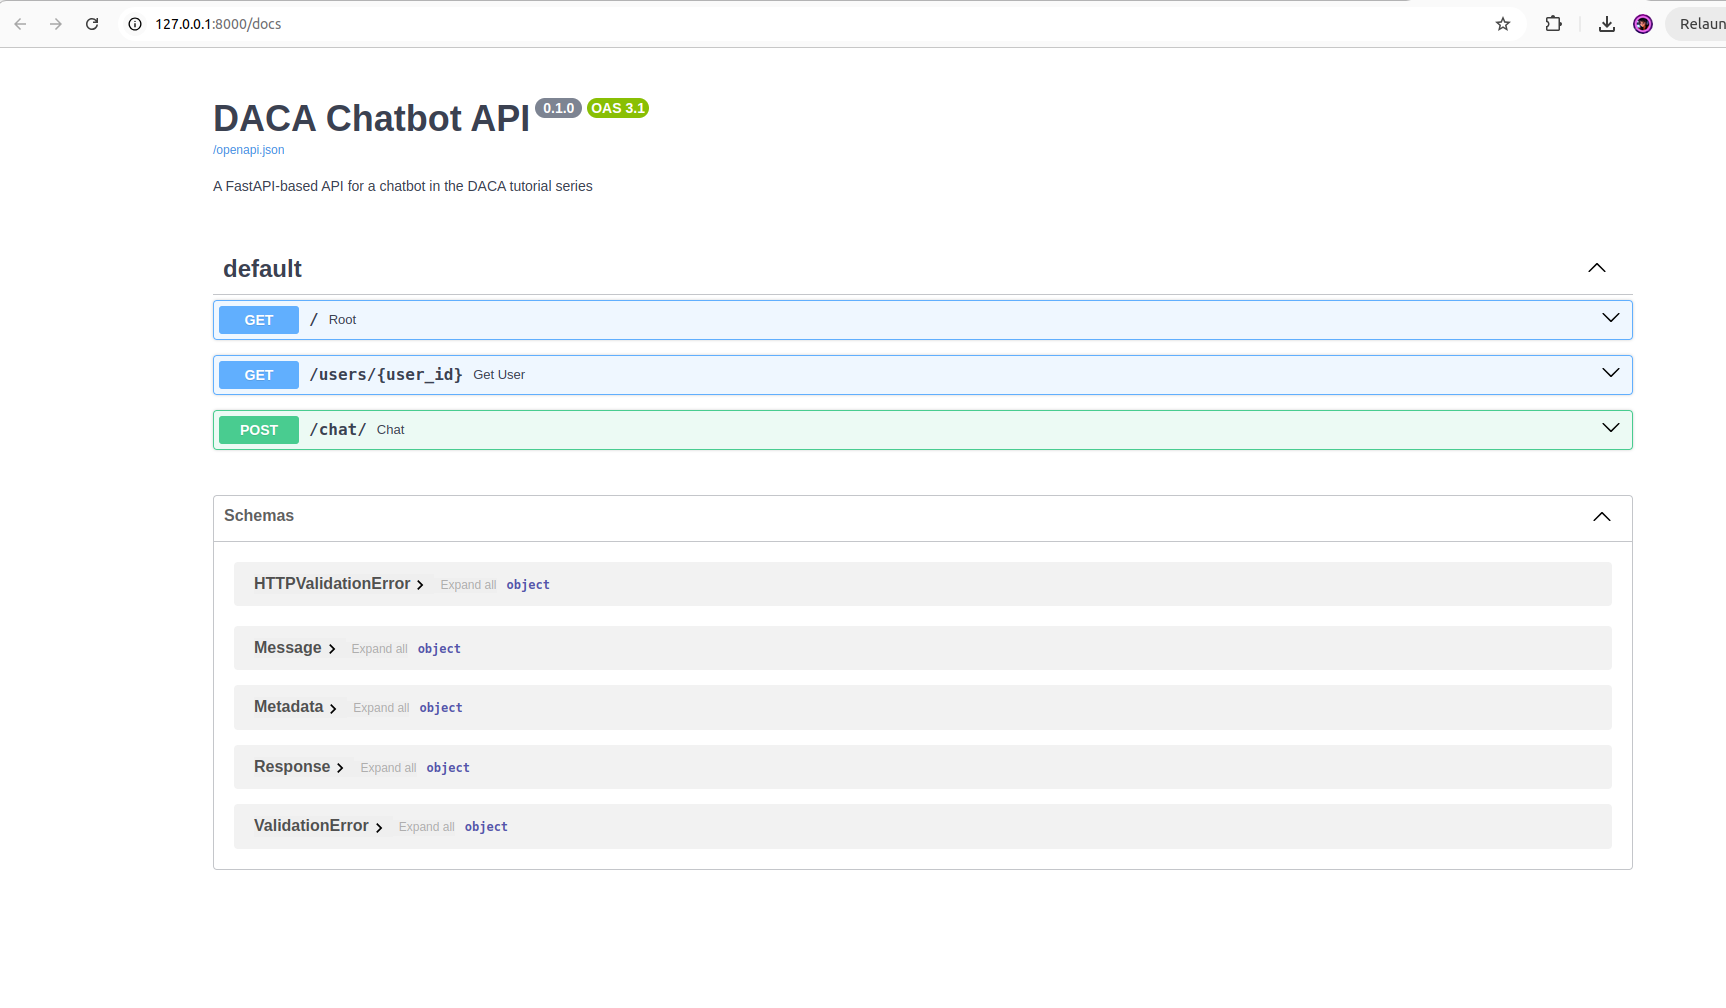 127.0.0.1:8000/docs
Relaun
DACA Chatbot API 0.1.0 OAS 3.1
/openapi.json
A FastAPI-based API for a chatbot in the DACA tutorial series
default
GET / Root
GET /users/{user_id} Get User
POST /chat/ Chat
Schemas
HTTPValidationError Expand all object
Message Expand all object
Metadata Expand all object
Response Expand all object
ValidationError Expand all object